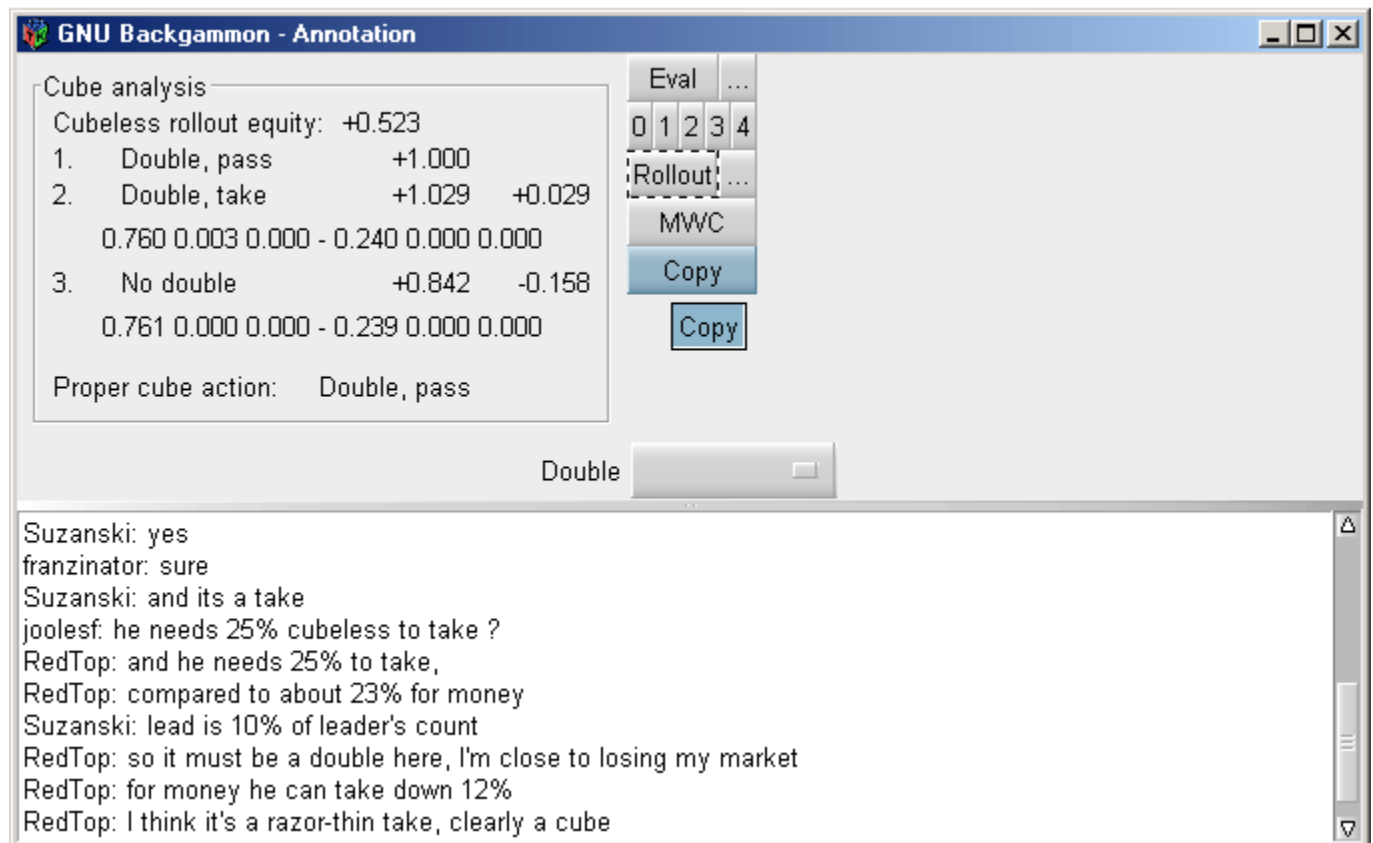 GNU Backgammon - Annotation
Cube analysis
Cubeless rollout equity: +0.523
1. Double, pass +1.000
2. Double, take +1.029 +0.029
0.760 0.003 0.000 - 0.240 0.000 0.000
3. No double +0.842 -0.158
0.761 0.000 0.000 - 0.239 0.000 0.000
Proper cube action: Double, pass
Eval ...
0 1 2 3 4
Rollout ...
MWC
Copy
Copy
Double
Suzanski: yes
franzinator: sure
Suzanski: and its a take
joolesf: he needs 25% cubeless to take ?
RedTop: and he needs 25% to take,
RedTop: compared to about 23% for money
Suzanski: lead is 10% of leader's count
RedTop: so it must be a double here, I'm close to losing my market
RedTop: for money he can take down 12%
RedTop: I think it's a razor-thin take, clearly a cube